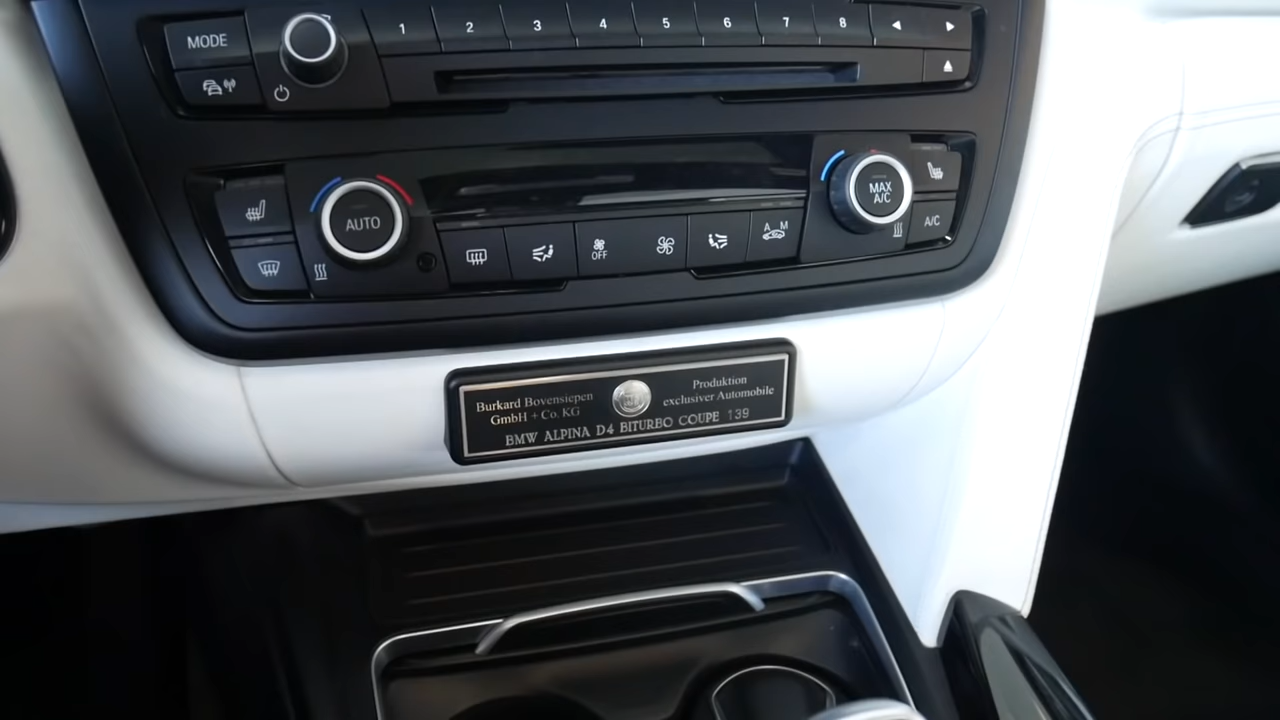 MODE
1 2 3 4 5 6 7 8
AUTO
OFF
A M
MAX
A/C
A/C
Burkard Bovensiepen
GmbH + Co. KG
Produktion
exclusiver Automobile
BMW ALPINA D4 BITURBO COUPE 139